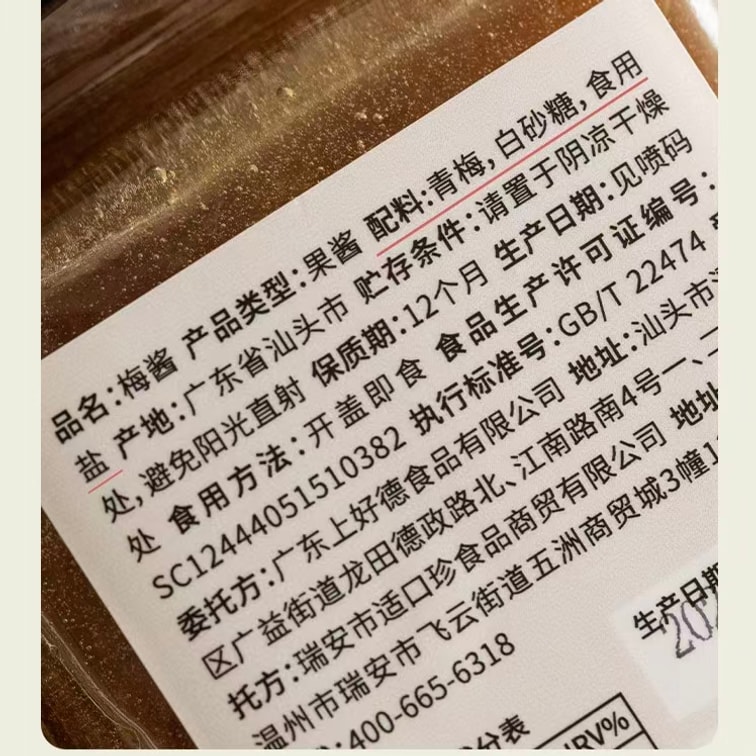 品名:梅酱 产品类型:果酱 配料:青梅,白砂糖,食用
盐 产地:广东省汕头市 贮存条件:请置于阴凉干燥
处,避免阳光直射 保质期:12个月 生产日期:见喷码
处 食用方法:开盖即食 食品生产许可证编号:
SC12444051510382 执行标准号:GB/T 22474
委托方:广东上好德食品有限公司 地址:汕头市
区广益街道龙田德政路北、江南路南4号一、二
托方:瑞安市适口珍食品商贸有限公司 地址
温州市瑞安市飞云街道五洲商贸城3幢1
:400-665-6318
生产日期
202
分表
NRV%